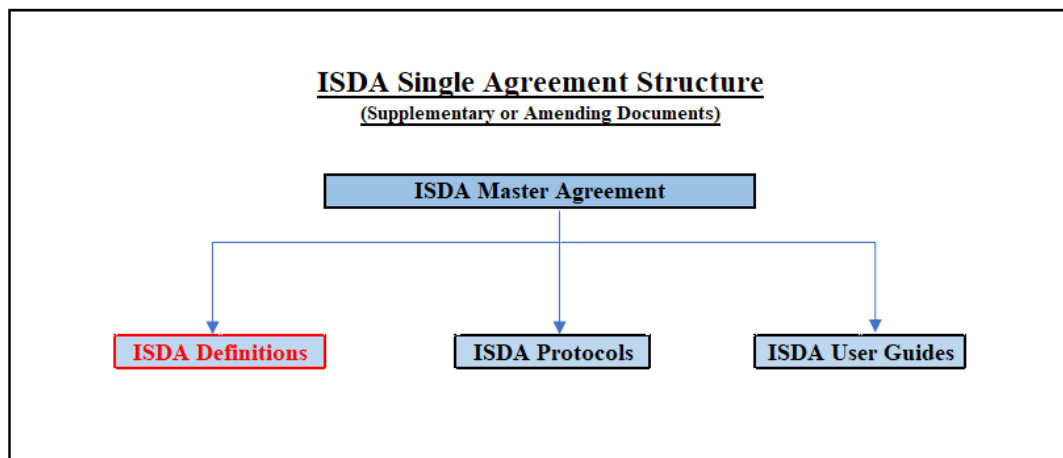 ISDA Single Agreement Structure
(Supplementary or Amending Documents)
ISDA Master Agreement
ISDA Definitions
ISDA Protocols
ISDA User Guides